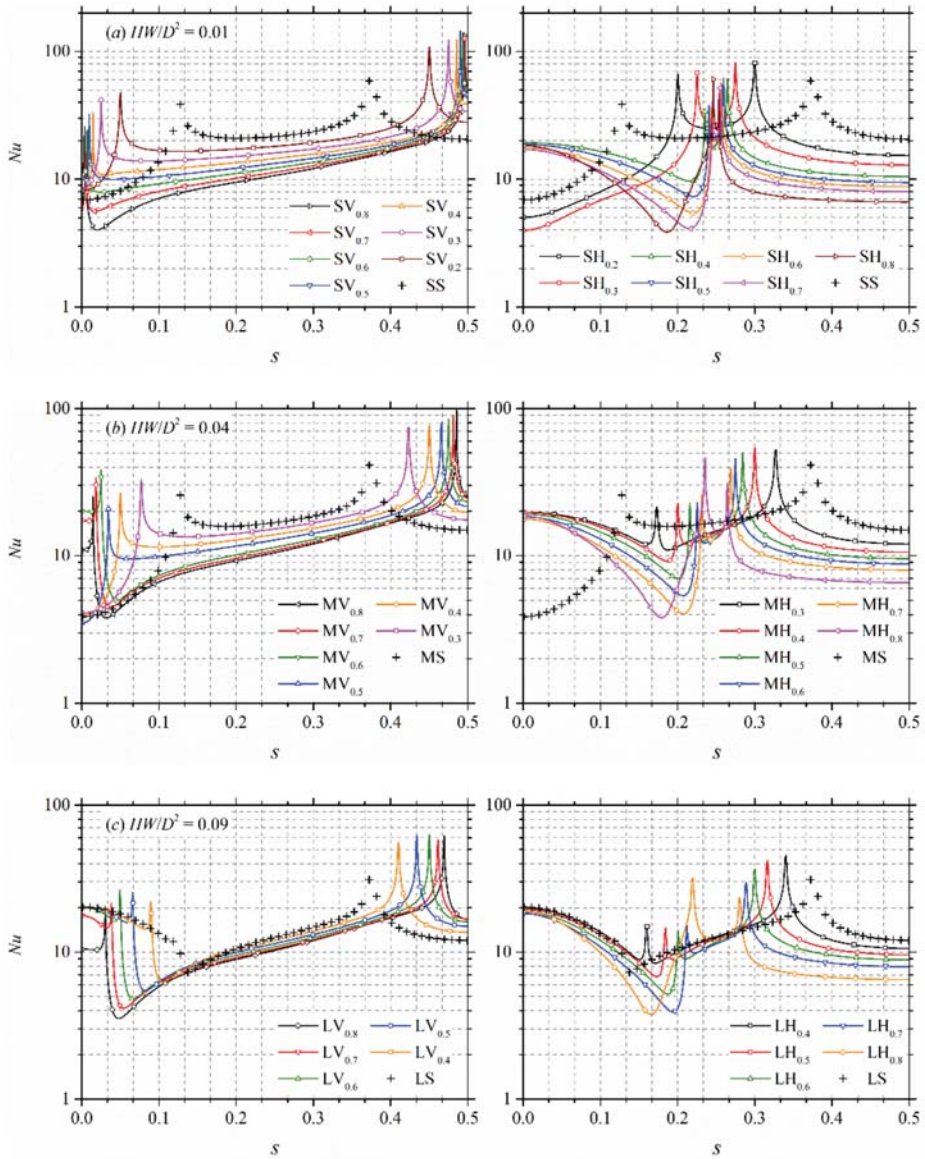 (a) HW/D² = 0.01
Nu
100
10
1
SV0.8
SV0.7
SV0.6
SV0.5
SV0.4
SV0.3
SV0.2
SS
0.0 0.1 0.2 0.3 0.4 0.5
s
100
10
1
SH0.2
SH0.3
SH0.4
SH0.5
SH0.6
SH0.7
SH0.8
SS
0.0 0.1 0.2 0.3 0.4 0.5
s
(b) HW/D² = 0.04
Nu
100
10
1
MV0.8
MV0.7
MV0.6
MV0.5
MV0.4
MV0.3
MS
0.0 0.1 0.2 0.3 0.4 0.5
s
100
10
1
MH0.3
MH0.4
MH0.5
MH0.6
MH0.7
MH0.8
MS
0.0 0.1 0.2 0.3 0.4 0.5
s
(c) HW/D² = 0.09
Nu
100
10
1
LV0.8
LV0.7
LV0.6
LV0.5
LV0.4
LS
0.0 0.1 0.2 0.3 0.4 0.5
s
100
10
1
LH0.4
LH0.5
LH0.6
LH0.7
LH0.8
LS
0.0 0.1 0.2 0.3 0.4 0.5
s